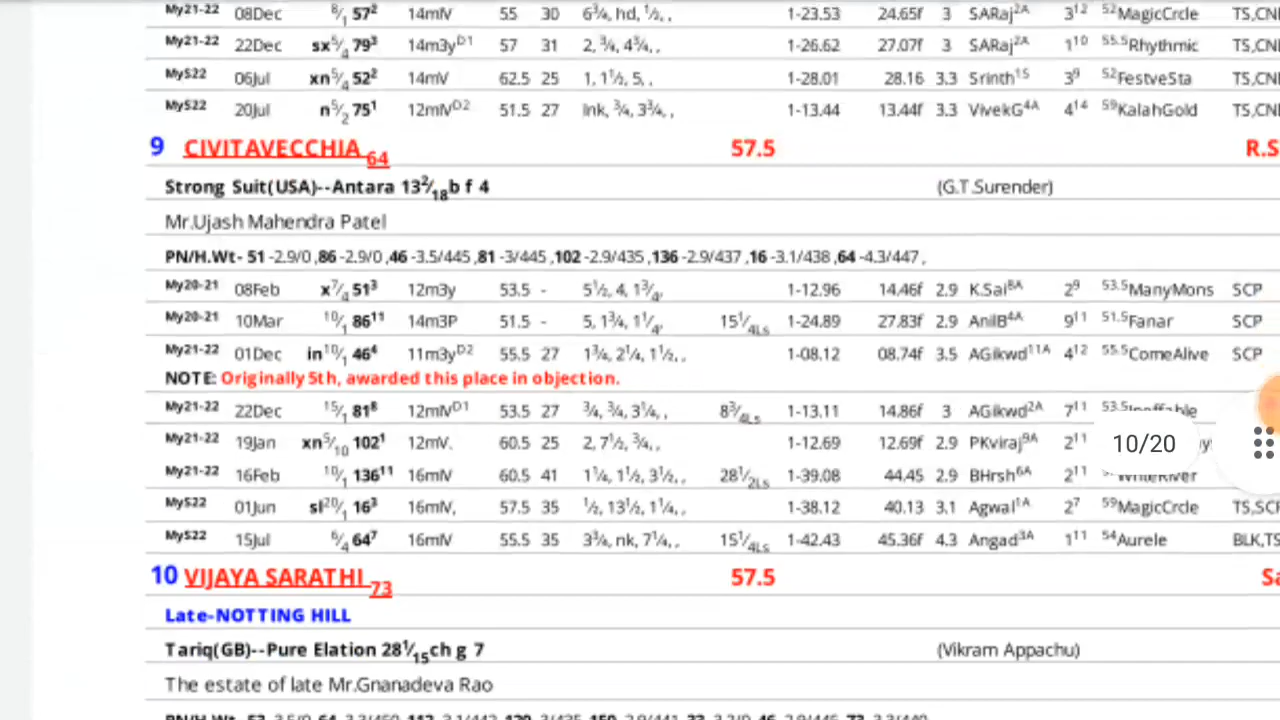 My21-22 08Dec 8/1 57² 14mIV 55 30 6¾, hd, ½, , 1-23.53 24.65f 3 SARaj2A 3¹² 52MagicCrcle TS,CN
My21-22 22Dec sx5/4 79³ 14m3yD1 57 31 2, ¾, 4¾, , 1-26.62 27.07f 3 SARaj2A 1¹⁰ 55.5Rhythmic TS,CN
MyS22 06Jul xn5/4 52² 14mV 62.5 25 1, 1½, 5, , 1-28.01 28.16 3.3 Srinth1S 3⁹ 52FestveSta TS,CN
MyS22 20Jul n5/2 75¹ 12mIVD2 51.5 27 lnk, ¾, 3¾, , 1-13.44 13.44f 3.3 VivekG4A 4¹⁴ 59KalahGold TS,CN
9 CIVITAVECCHIA 64 57.5 R.S
Strong Suit(USA)--Antara 13²/18b f 4 (G.T.Surender)
Mr.Ujash Mahendra Patel
PN/H.Wt- 51 -2.9/0 ,86 -2.9/0 ,46 -3.5/445 ,81 -3/445 ,102 -2.9/435 ,136 -2.9/437 ,16 -3.1/438 ,64 -4.3/447 ,
My20-21 08Feb x7/4 51³ 12m3y 53.5 - 5½, 4, 1¾, 1-12.96 14.46f 2.9 K.Sai8A 2⁹ 53.5ManyMons SCP
My20-21 10Mar 10/1 86¹¹ 14m3P 51.5 - 5, 1¾, 1¼, 15¼LS 1-24.89 27.83f 2.9 AnilB4A 9¹¹ 51.5Fanar SCP
My21-22 01Dec in10/1 46⁴ 11m3yD2 55.5 27 1¾, 2¼, 1½, , 1-08.12 08.74f 3.5 AGikwd11A 4¹² 55.5ComeAlive SCP
NOTE: Originally 5th, awarded this place in objection.
My21-22 22Dec 15/1 81⁸ 12mIVD1 53.5 27 ¾, ¾, 3¼, , 8¾LS 1-13.11 14.86f 3 AGikwd2A 7¹¹ 53.5Ineffable
My21-22 19Jan xn5/10 102¹ 12mV. 60.5 25 2, 7½, ¾, , 1-12.69 12.69f 2.9 PKviraj9A 2¹¹
10/20
My21-22 16Feb 10/1 136¹¹ 16mIV 60.5 41 1¼, 1½, 3½, , 28½LS 1-39.08 44.45 2.9 BHrsh6A 2¹¹ WhiteRiver
MyS22 01Jun sl20/1 16³ 16mIV, 57.5 35 ½, 13½, 1¼, , 1-38.12 40.13 3.1 Agwal1A 2⁷ 59MagicCrcle TS,SC
MyS22 15Jul 6/4 64⁷ 16mIV 55.5 35 3¾, nk, 7¼, , 15¼LS 1-42.43 45.36f 4.3 Angad3A 1¹¹ 54Aurele BLK,TS
10 VIJAYA SARATHI 73 57.5 Sa
Late-NOTTING HILL
Tariq(GB)--Pure Elation 28¹/15ch g 7 (Vikram Appachu)
The estate of late Mr.Gnanadeva Rao